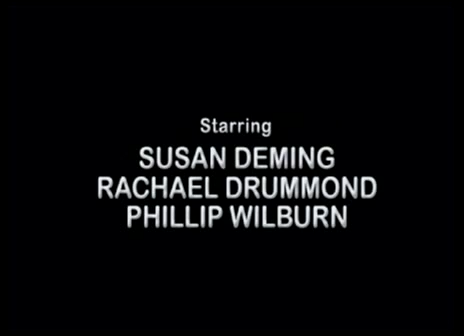 Starring
SUSAN DEMING
RACHAEL DRUMMOND
PHILLIP WILBURN